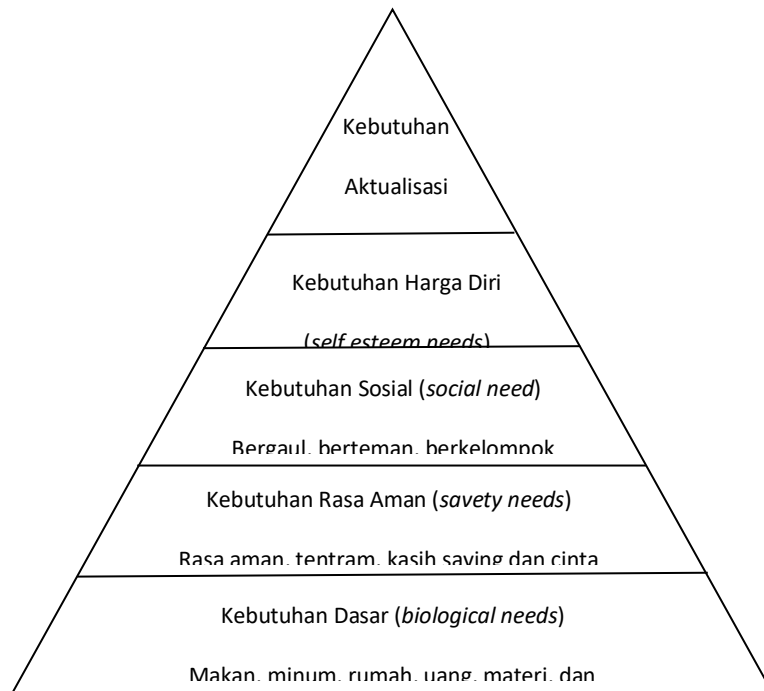 Kebutuhan
Aktualisasi
Kebutuhan Harga Diri
(self esteem needs)
Kebutuhan Sosial (social need)
Bergaul, berteman, berkelompok
Kebutuhan Rasa Aman (savety needs)
Rasa aman, tentram, kasih saying dan cinta
Kebutuhan Dasar (biological needs)
Makan, minum, rumah, uang, materi, dan